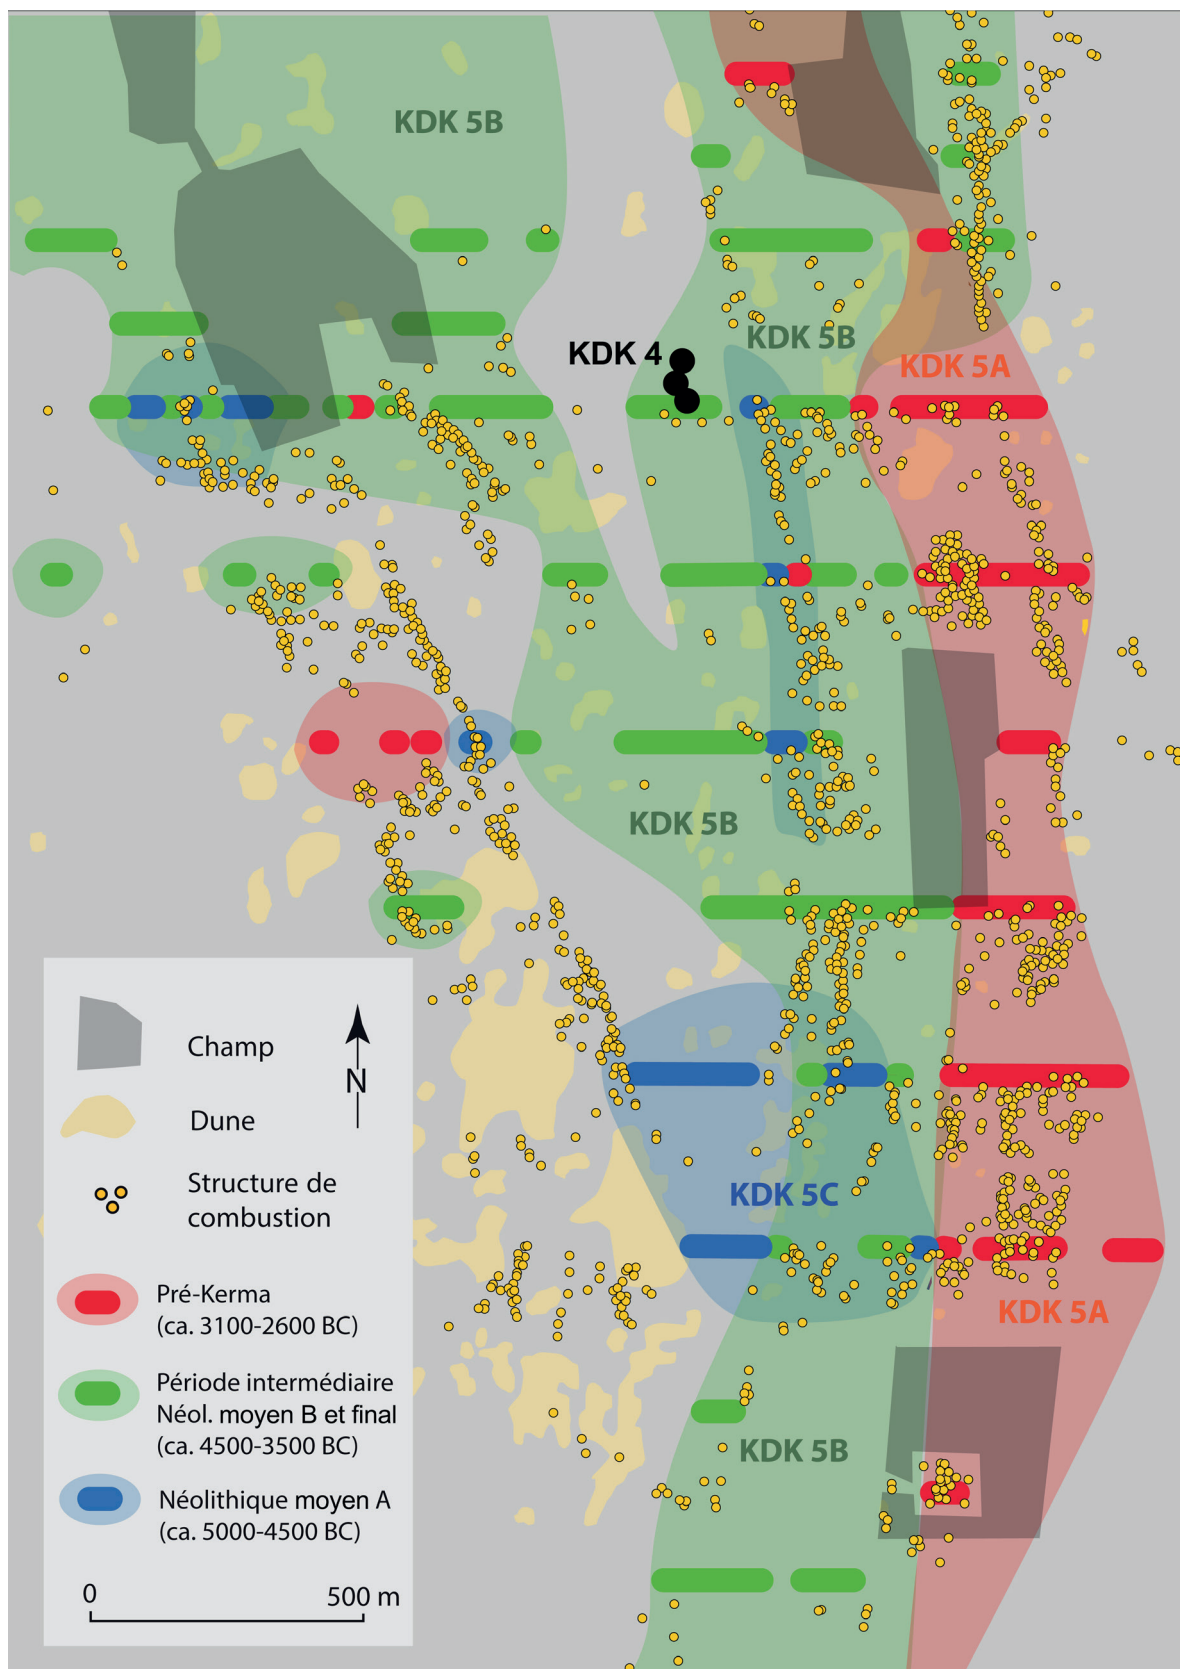 KDK 5B
KDK 5B
KDK 4
KDK 5A
KDK 5B
KDK 5C
KDK 5A
KDK 5B
Champ
N
Dune
Structure de
combustion
Pré-Kerma
(ca. 3100-2600 BC)
Période intermédiaire
Néol. moyen B et final
(ca. 4500-3500 BC)
Néolithique moyen A
(ca. 5000-4500 BC)
0
500 m